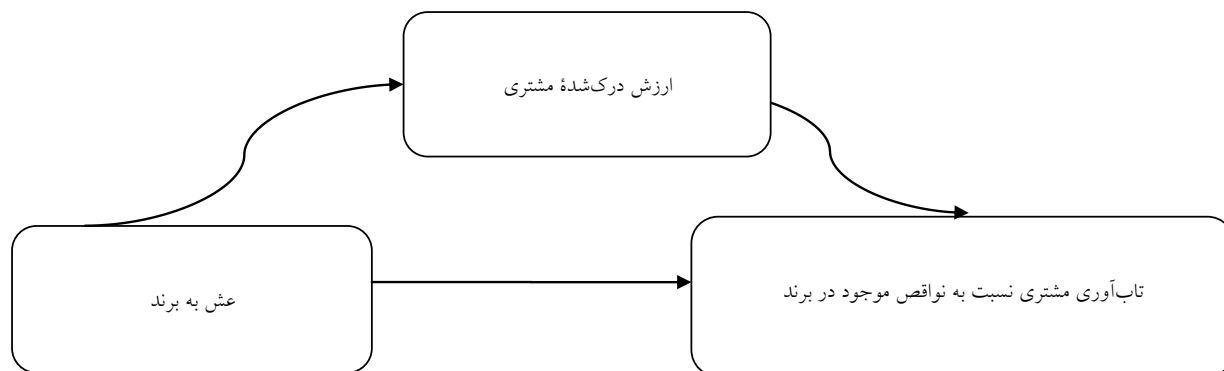 ارزش درک‌شدهٔ مشتری
عش به برند
تاب‌آوری مشتری نسبت به نواقص موجود در برند